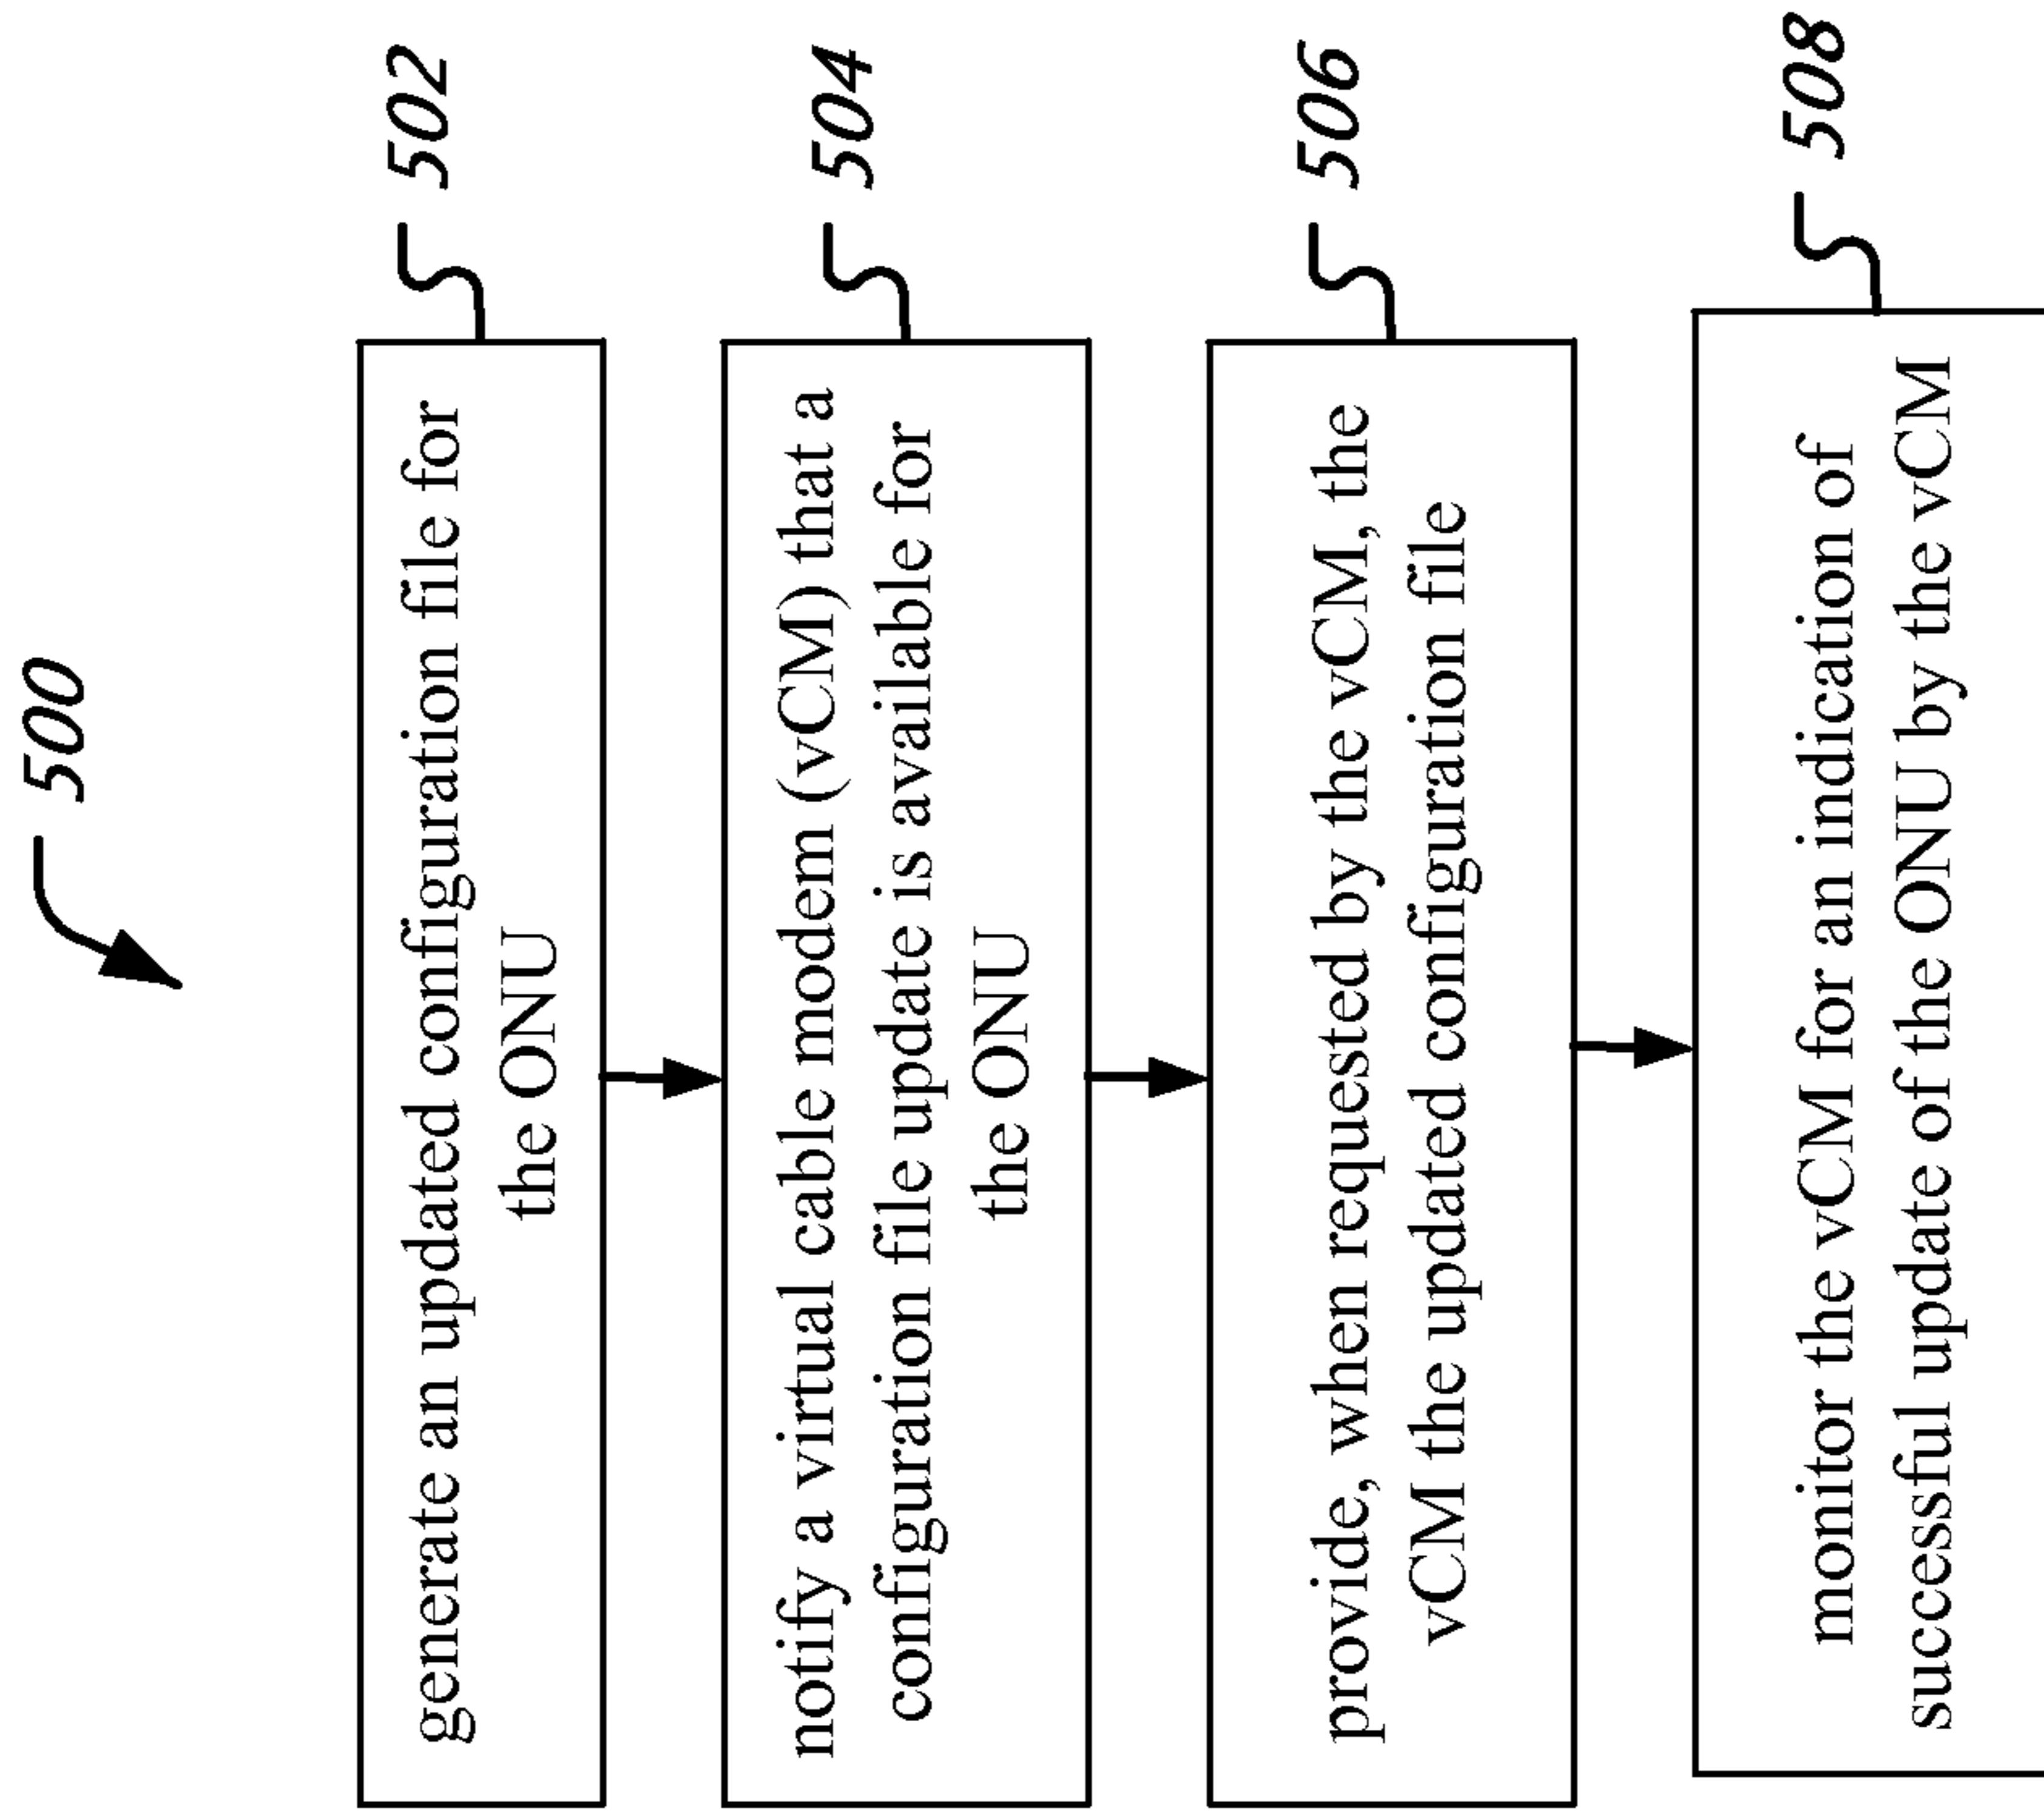 500
502
generate an updated configuration file for
the ONU
504
notify a virtual cable modem (vCM) that a
configuration file update is available for
the ONU
506
provide, when requested by the vCM, the
vCM the updated configuration file
508
monitor the vCM for an indication of
successful update of the ONU by the vCM